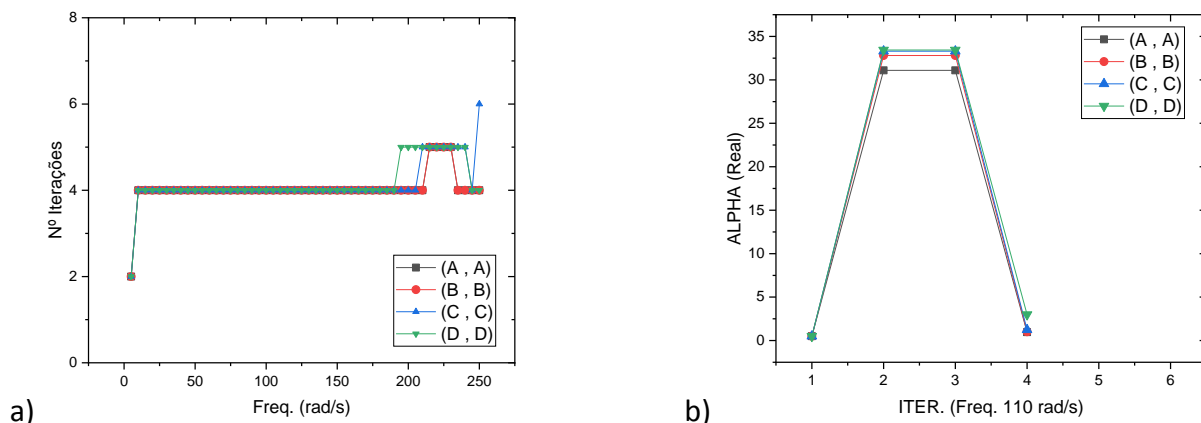 8
6
4
2
0
Nº Iterações
0
50
100
150
200
250
Freq. (rad/s)
(A , A)
(B , B)
(C , C)
(D , D)
a)
35
30
25
20
15
10
5
0
ALPHA (Real)
1
2
3
4
5
6
ITER. (Freq. 110 rad/s)
(A , A)
(B , B)
(C , C)
(D , D)
b)